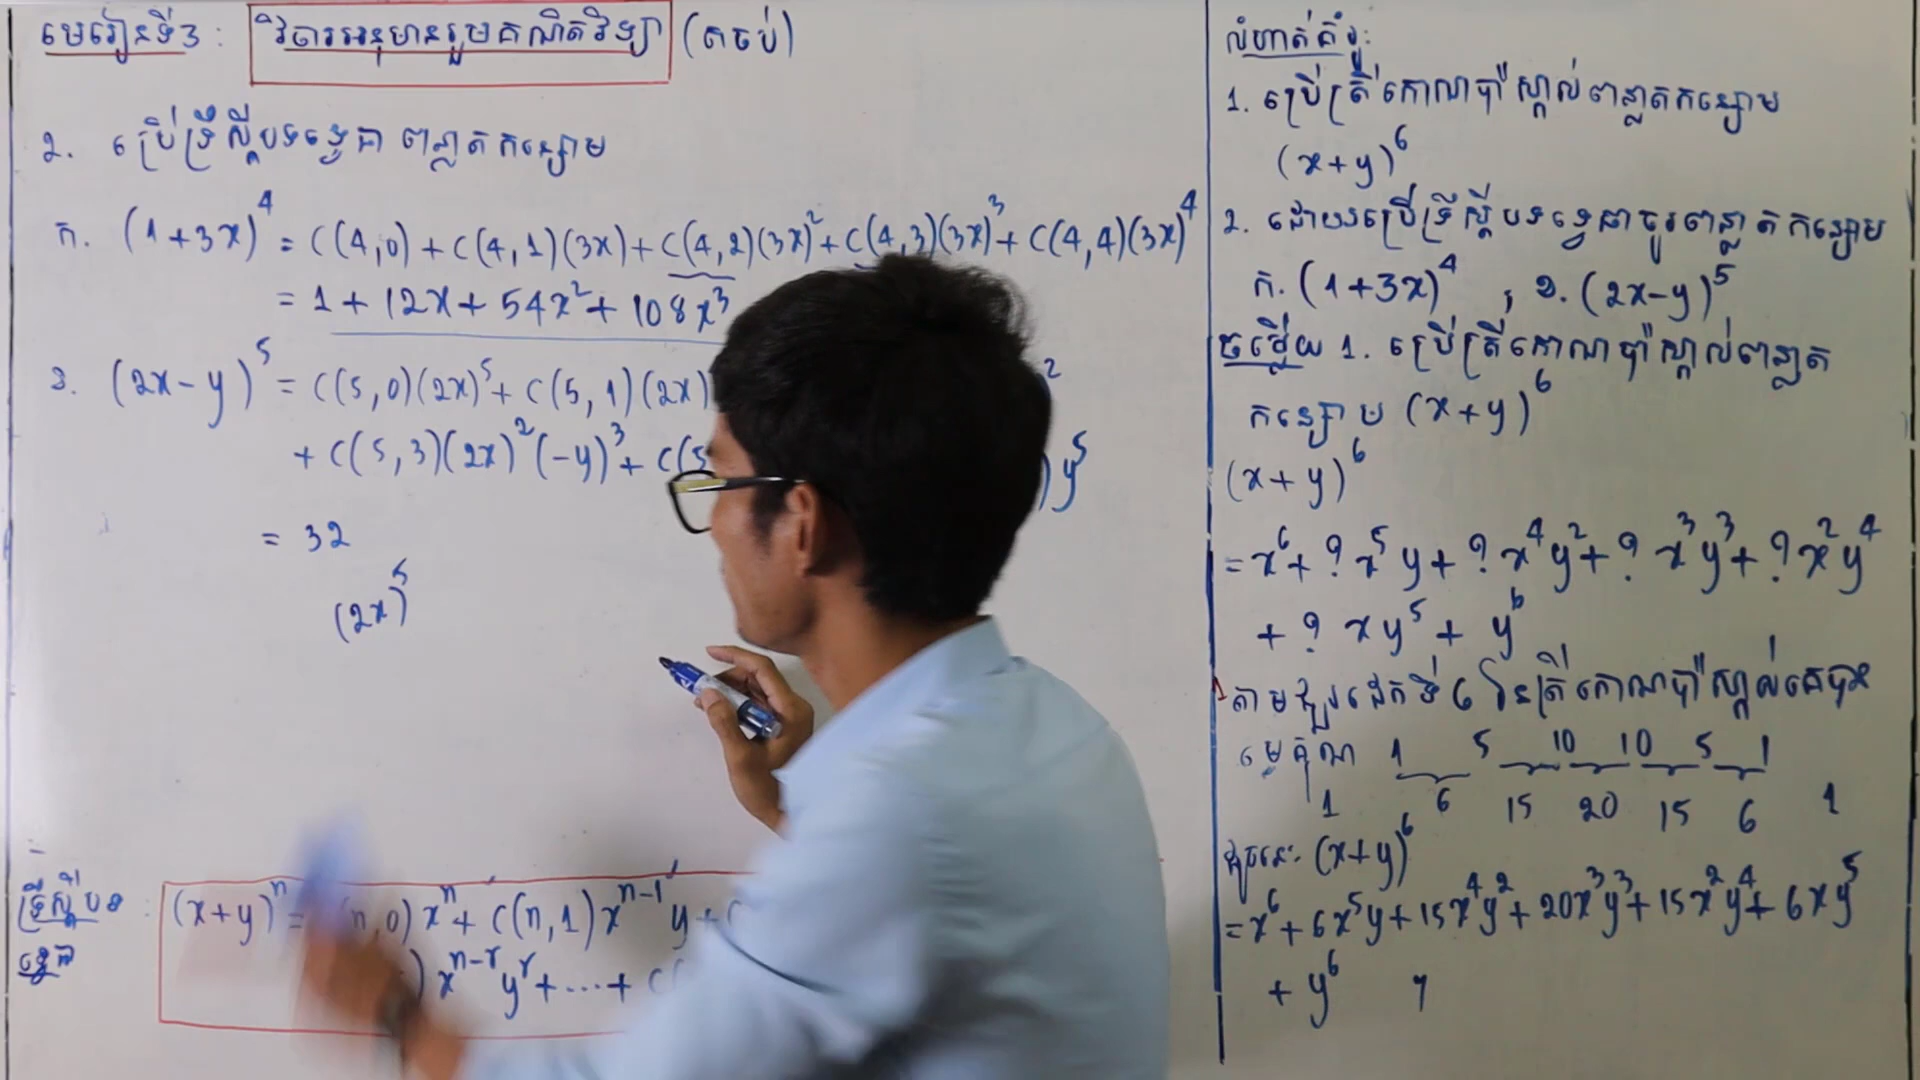 មេរៀនទី3 : វិចារអនុមានរួមគណិតវិទ្យា (តចប់)
2. ប្រើទ្រឹស្តីបទទ្វេធា ពន្លាតកន្សោម
ក. (1+3x)⁴ = C(4,0) + C(4,1)(3x) + C(4,2)(3x)² + C(4,3)(3x)³ + C(4,4)(3x)⁴
= 1 + 12x + 54x² + 108x³
ខ. (2x-y)⁵ = C(5,0)(2x)⁵ + C(5,1)(2x)
+ C(5,3)(2x)²(-y)³ + C(5
) y⁵
= 32
(2x)⁵
ទ្រឹស្តីបទ :
ទ្វេធា
(x+y)ⁿ = (n,0) xⁿ + C(n,1) xⁿ⁻¹ y +
) xⁿ⁻ʳ yʳ + ... + C(
លំហាត់គំរូ:
1. ប្រើត្រីកោណប៉ាស្កាល់ពន្លាតកន្សោម
(x+y)⁶
2. ដោយប្រើទ្រឹស្តីបទទ្វេធាចូរពន្លាតកន្សោម
ក. (1+3x)⁴ , ខ. (2x-y)⁵
ចម្លើយ 1. ប្រើត្រីកោណប៉ាស្កាល់ពន្លាត
កន្សោម (x+y)⁶
(x+y)⁶
= x⁶ + ? x⁵y + ? x⁴y² + ? x³y³ + ? x²y⁴
+ ? xy⁵ + y⁶
តាមជួរដេកទី 6 នៃត្រីកោណប៉ាស្កាល់គេបាន
មេគុណ 1 5 10 10 5 1
1 6 15 20 15 6 1
ដូចនេះ (x+y)⁶
= x⁶ + 6x⁵y + 15x⁴y² + 20x³y³ + 15x²y⁴ + 6xy⁵
+ y⁶